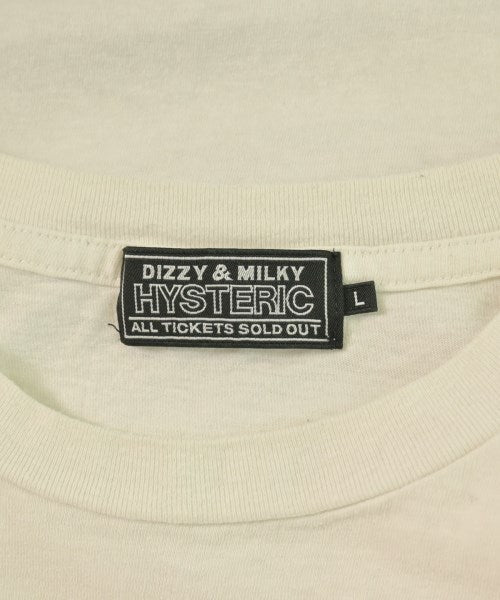 DIZZY & MILKY
HYSTERIC
ALL TICKETS SOLD OUT
L